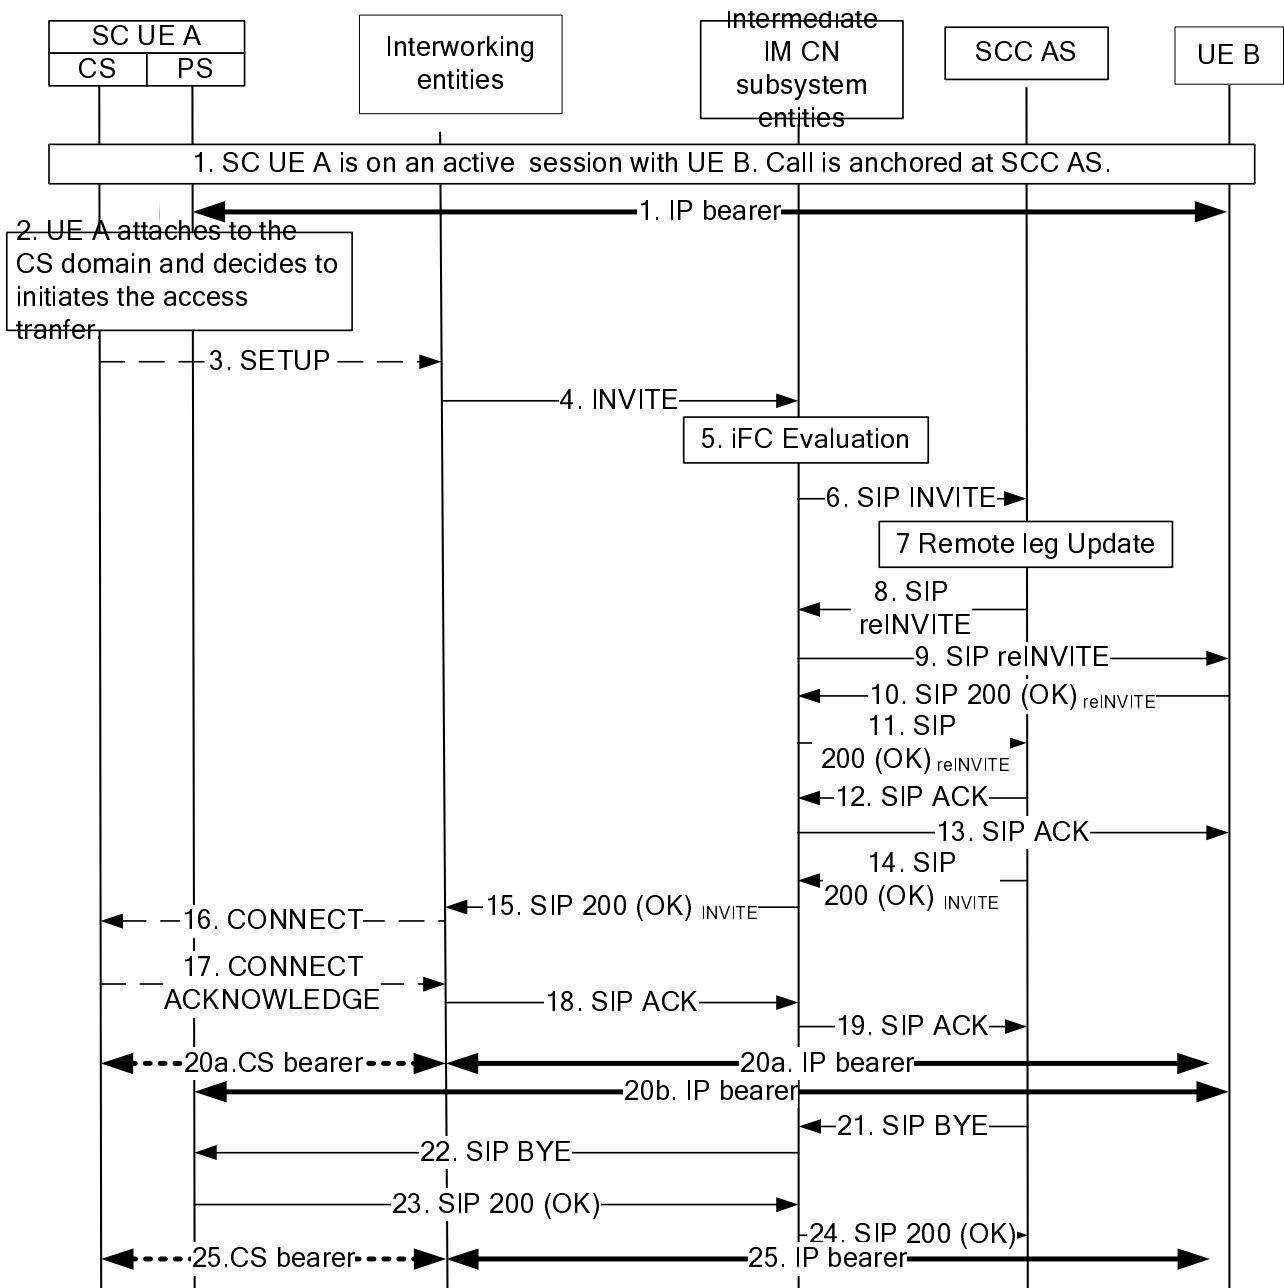 SC UE A
CS
PS
Interworking
entities
Intermediate
IM CN
subsystem
entities
SCC AS
UE B
1. SC UE A is on an active session with UE B. Call is anchored at SCC AS.
1. IP bearer
2. UE A attaches to the
CS domain and decides to
initiates the access
tranfer.
3. SETUP
4. INVITE
5. iFC Evaluation
6. SIP INVITE
7 Remote leg Update
8. SIP
reINVITE
9. SIP reINVITE
10. SIP 200 (OK) reINVITE
11. SIP
200 (OK) reINVITE
12. SIP ACK
13. SIP ACK
14. SIP
200 (OK) INVITE
15. SIP 200 (OK) INVITE
16. CONNECT
17. CONNECT
ACKNOWLEDGE
18. SIP ACK
19. SIP ACK
20a.CS bearer
20a. IP bearer
20b. IP bearer
21. SIP BYE
22. SIP BYE
23. SIP 200 (OK)
24. SIP 200 (OK)
25.CS bearer
25. IP bearer